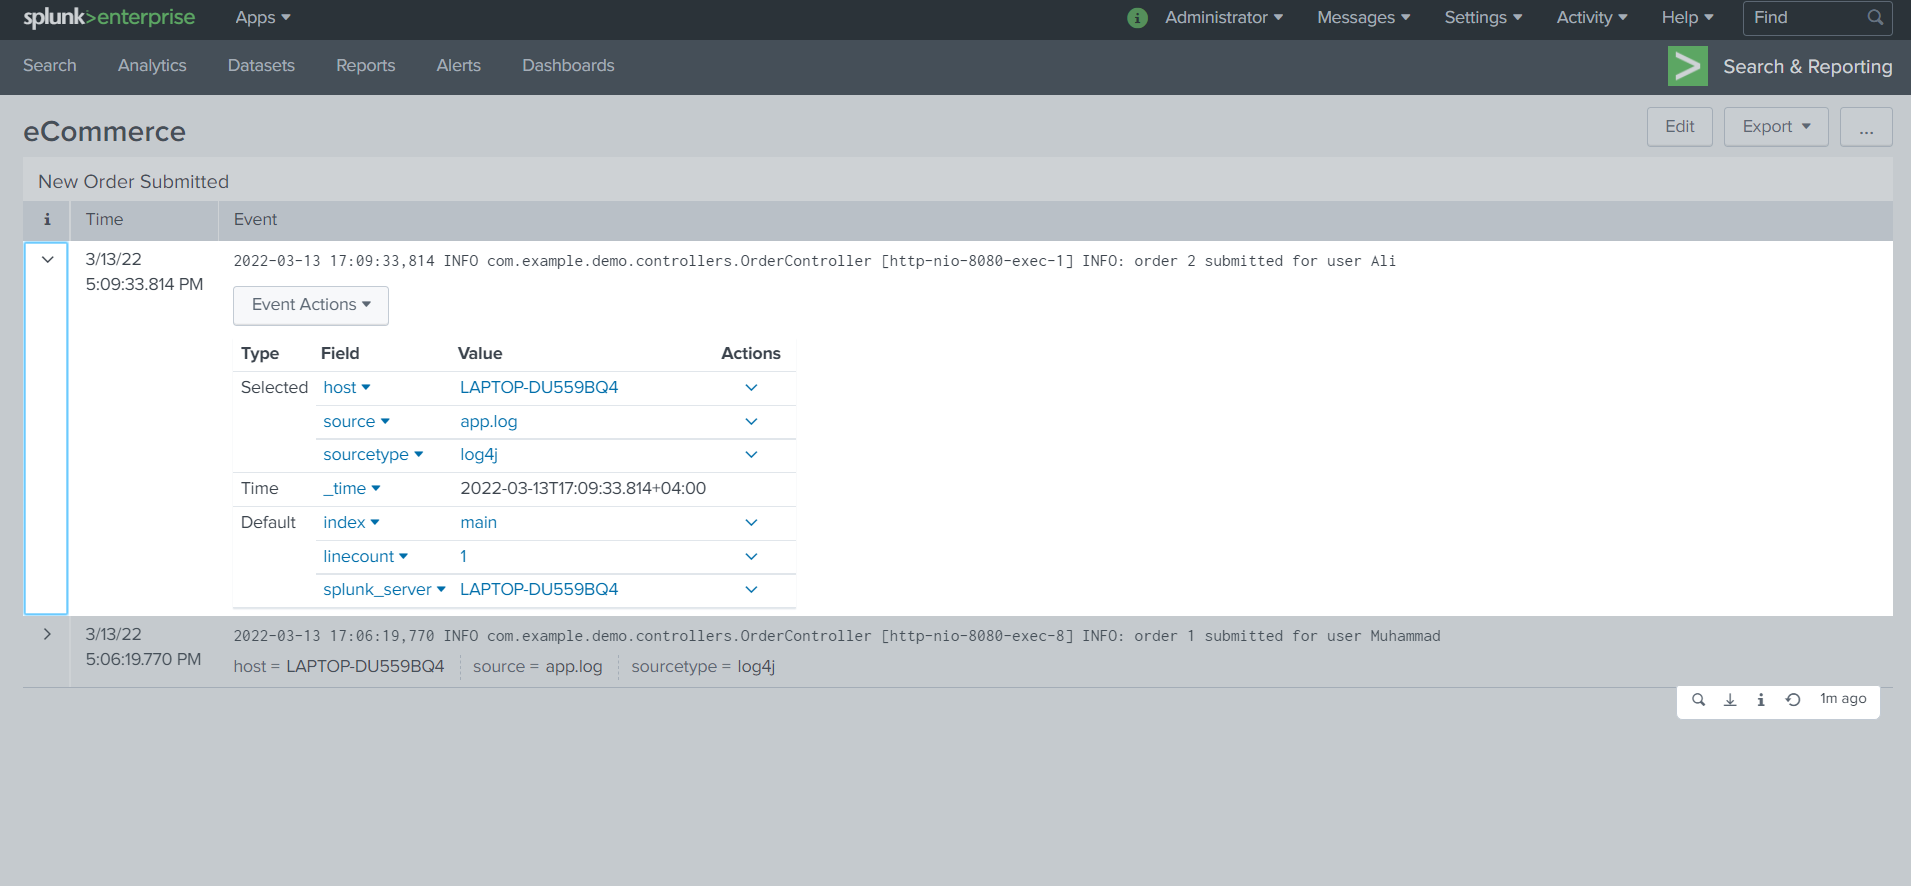 splunk>enterprise Apps Administrator Messages Settings Activity Help Find
Search Analytics Datasets Reports Alerts Dashboards Search & Reporting
eCommerce Edit Export ...
New Order Submitted
i Time Event
3/13/22 2022-03-13 17:09:33,814 INFO com.example.demo.controllers.OrderController [http-nio-8080-exec-1] INFO: order 2 submitted for user Ali
5:09:33.814 PM
Event Actions
Type Field Value Actions
Selected host LAPTOP-DU559BQ4
source app.log
sourcetype log4j
Time _time 2022-03-13T17:09:33.814+04:00
Default index main
linecount 1
splunk_server LAPTOP-DU559BQ4
3/13/22 2022-03-13 17:06:19,770 INFO com.example.demo.controllers.OrderController [http-nio-8080-exec-8] INFO: order 1 submitted for user Muhammad
5:06:19.770 PM host = LAPTOP-DU559BQ4 source = app.log sourcetype = log4j
1m ago